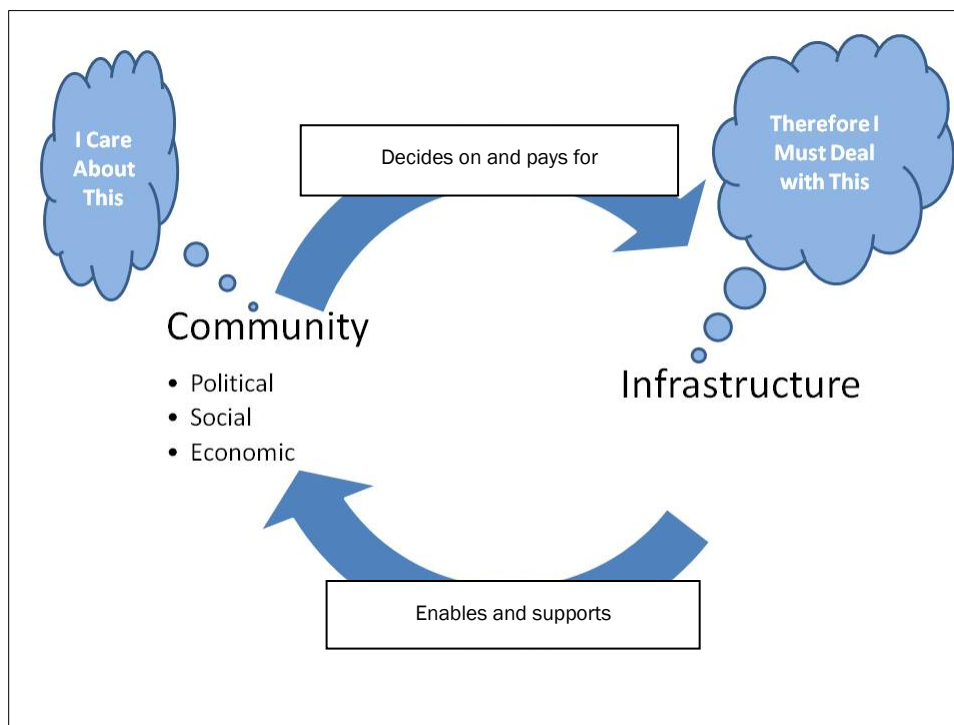 I Care
About
This
Decides on and pays for
Therefore I
Must Deal
with This
Community
• Political
• Social
• Economic
Infrastructure
Enables and supports